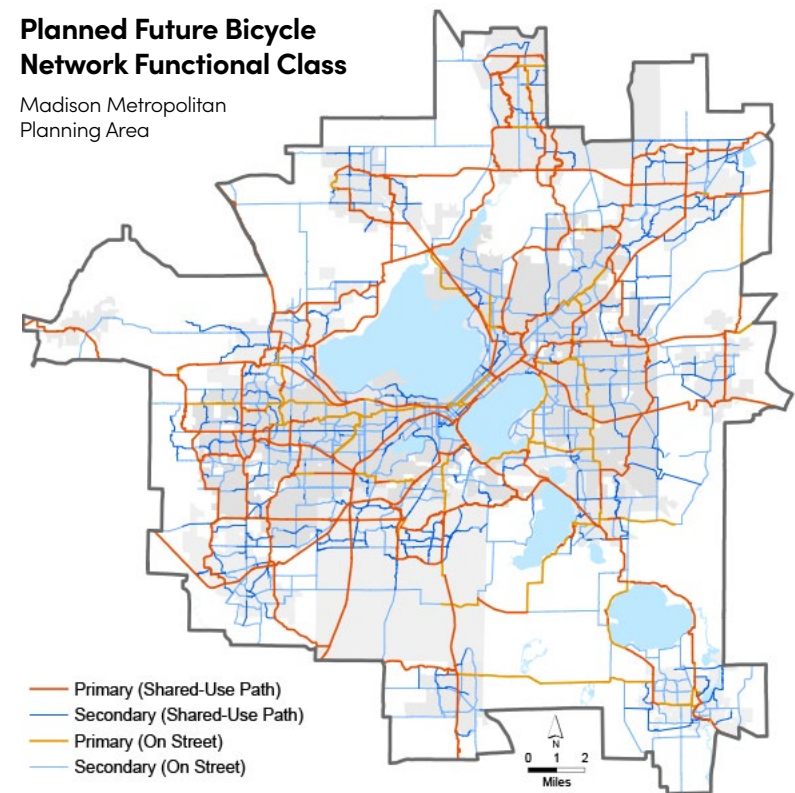 Planned Future Bicycle
Network Functional Class
Madison Metropolitan
Planning Area
Primary (Shared-Use Path)
Secondary (Shared-Use Path)
Primary (On Street)
Secondary (On Street)
N
0 1 2
Miles